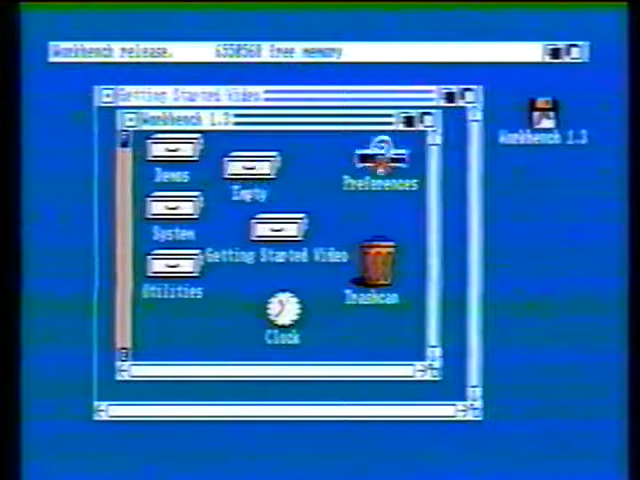 Workbench release. 6550560 free memory
Getting Started Video
Workbench 1.3
Workbench 1.3
Demos
Empty
Preferences
System
Getting Started Video
Utilities
Trashcan
Clock